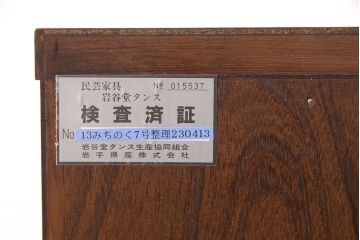 民芸家具 № 015537
岩谷堂タンス
検査済証
No 13みちのく7号整理230413
岩谷堂タンス生産協同組合
岩手県産株式会社